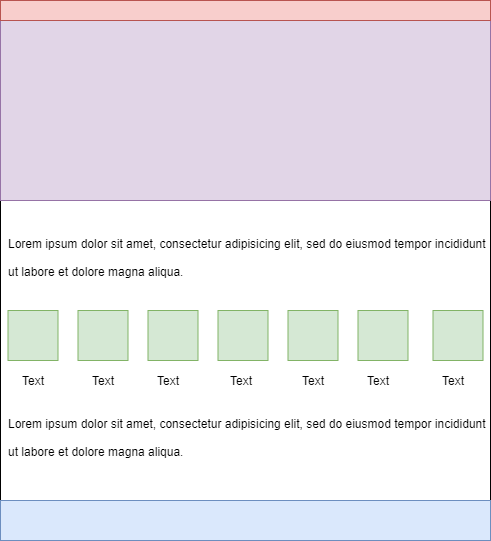 Lorem ipsum dolor sit amet, consectetur adipisicing elit, sed do eiusmod tempor incididunt
ut labore et dolore magna aliqua.
Text Text Text Text Text Text Text
Lorem ipsum dolor sit amet, consectetur adipisicing elit, sed do eiusmod tempor incididunt
ut labore et dolore magna aliqua.